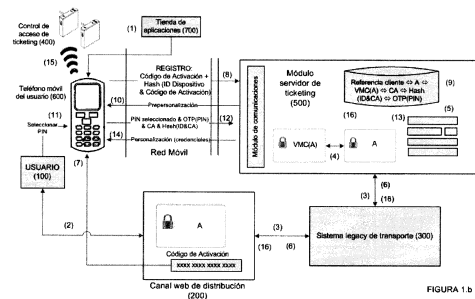 Control de
acceso de
ticketing (400)
(1)
Tienda de
aplicaciones (700)
(15)
Teléfono móvil
del usuario (600)
REGISTRO:
Código de Activación +
Hash (ID Dispositivo
& Código Activación)
(8)
(10)
Prepersonalización
(11)
Seleccionar
PIN
PIN seleccionado & OTP(PIN)
& CA & Hash(ID&CA)
(12)
(14)
Personalización (credenciales)
Red Móvil
Módulo de comunicaciones
Módulo
servidor de
ticketing
(500)
Referencia cliente ⇔ A ⇔
VMC(A) ⇔ CA ⇔ Hash
(ID&CA) ⇔ OTP(PIN)
(9)
(5)
(16)
(13)
VMC(A)
(4)
A
USUARIO
(100)
(7)
(2)
A
Código de Activación
xxxx xxxx xxxx xxxx
Canal web de distribución
(200)
(3)
(16)
(6)
(6)
(3)
(16)
Sistema legacy de transporte (300)
FIGURA 1.b